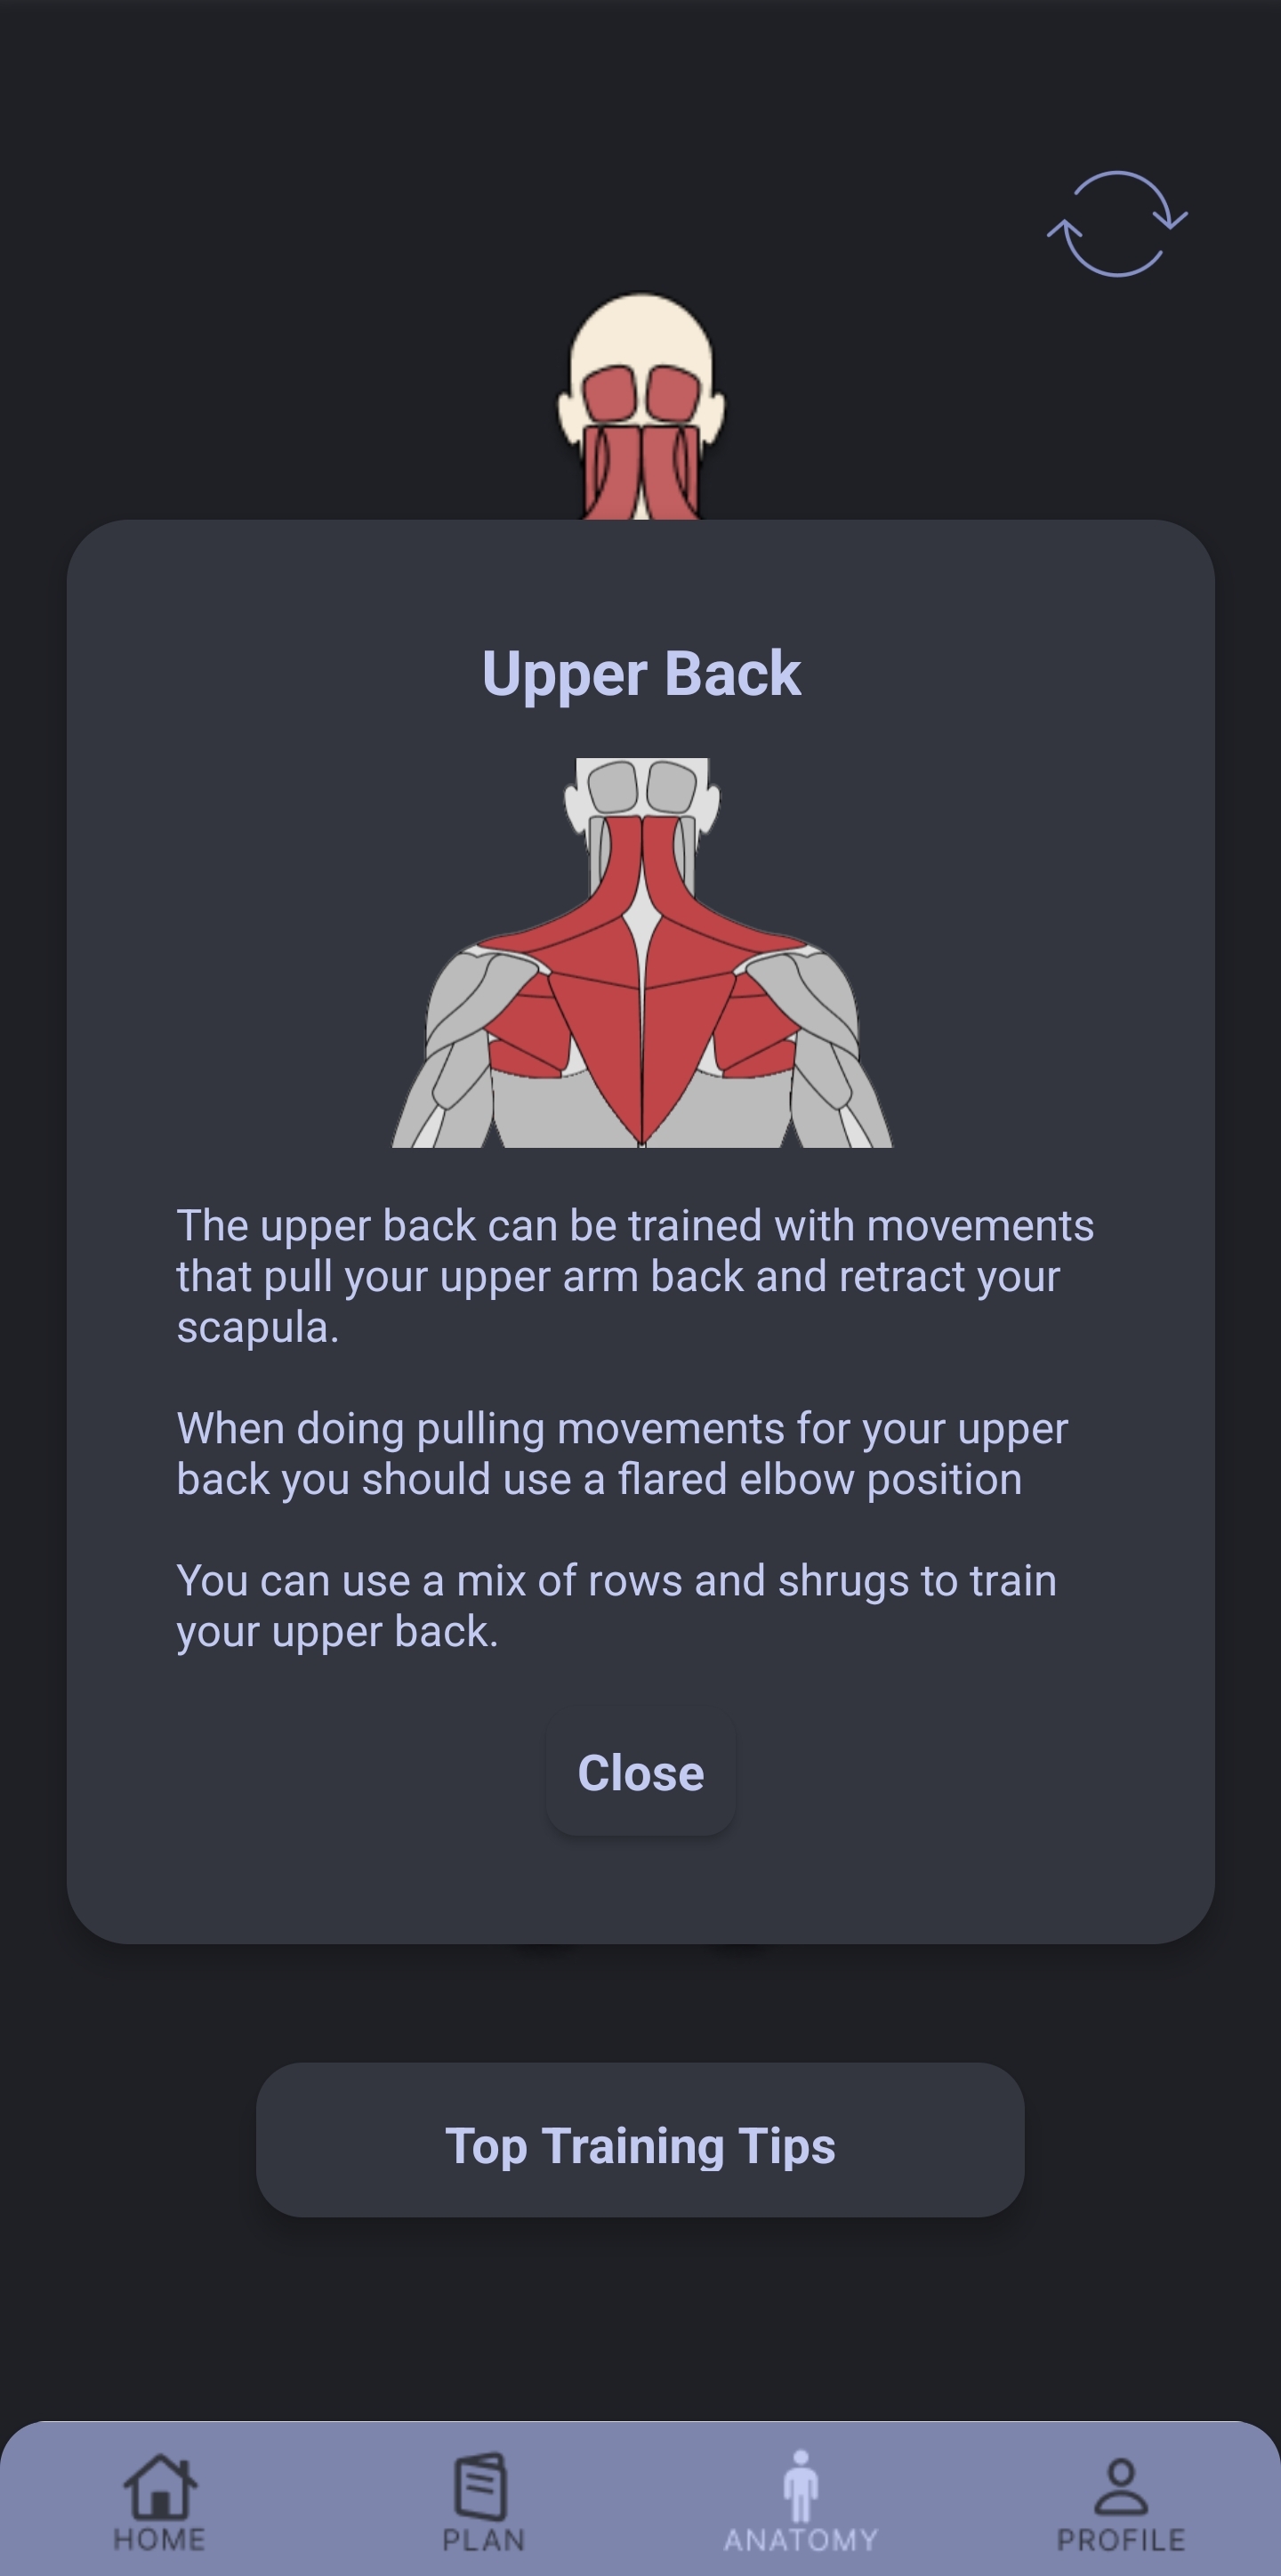 Upper Back
The upper back can be trained with movements
that pull your upper arm back and retract your
scapula.
When doing pulling movements for your upper
back you should use a flared elbow position
You can use a mix of rows and shrugs to train
your upper back.
Close
Top Training Tips
HOME
PLAN
ANATOMY
PROFILE